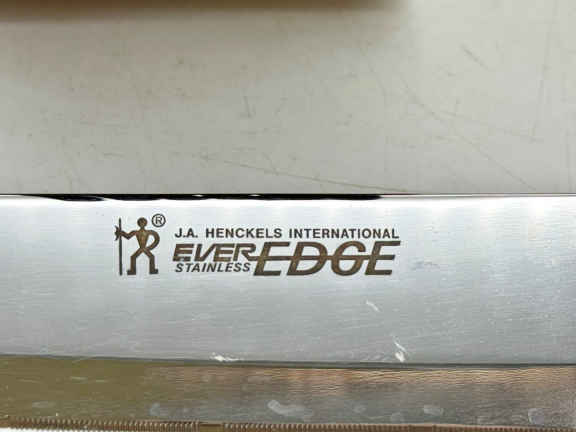 ®
J.A. HENCKELS INTERNATIONAL
EVER EDGE
STAINLESS